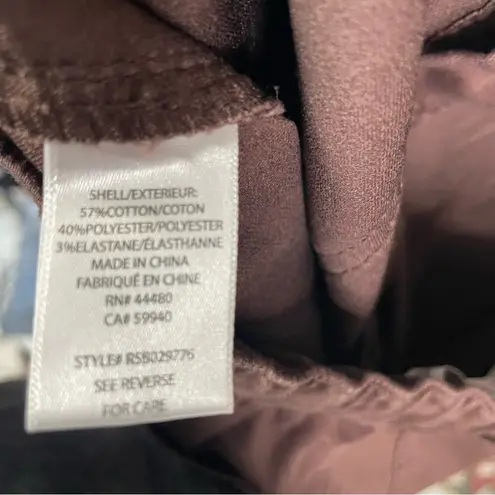 SHELL/EXTERIEUR:
57%COTTON/COTON
40%POLYESTER/POLYESTER
3%ELASTANE/ÉLASTHANNE
MADE IN CHINA
FABRIQUÉ EN CHINE
RN# 44480
CA# 59940
STYLE# R5B029776
SEE REVERSE
FOR CARE